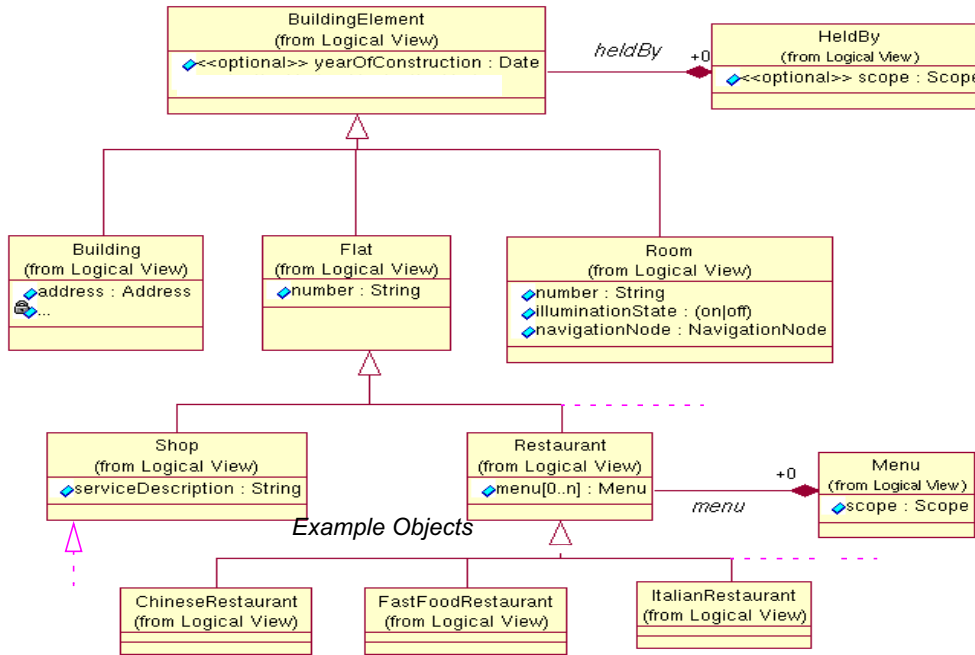 BuildingElement
(from Logical View)
<<optional>> yearOfConstruction : Date
heldBy
+0
HeldBy
(from Logical View)
<<optional>> scope : Scope
Building
(from Logical View)
address : Address
...
Flat
(from Logical View)
number : String
Room
(from Logical View)
number : String
illuminationState : (on|off)
navigationNode : NavigationNode
Shop
(from Logical View)
serviceDescription : String
Restaurant
(from Logical View)
menu[0..n] : Menu
+0
menu
Menu
(from Logical View)
scope : Scope
Example Objects
ChineseRestaurant
(from Logical View)
FastFoodRestaurant
(from Logical View)
ItalianRestaurant
(from Logical View)